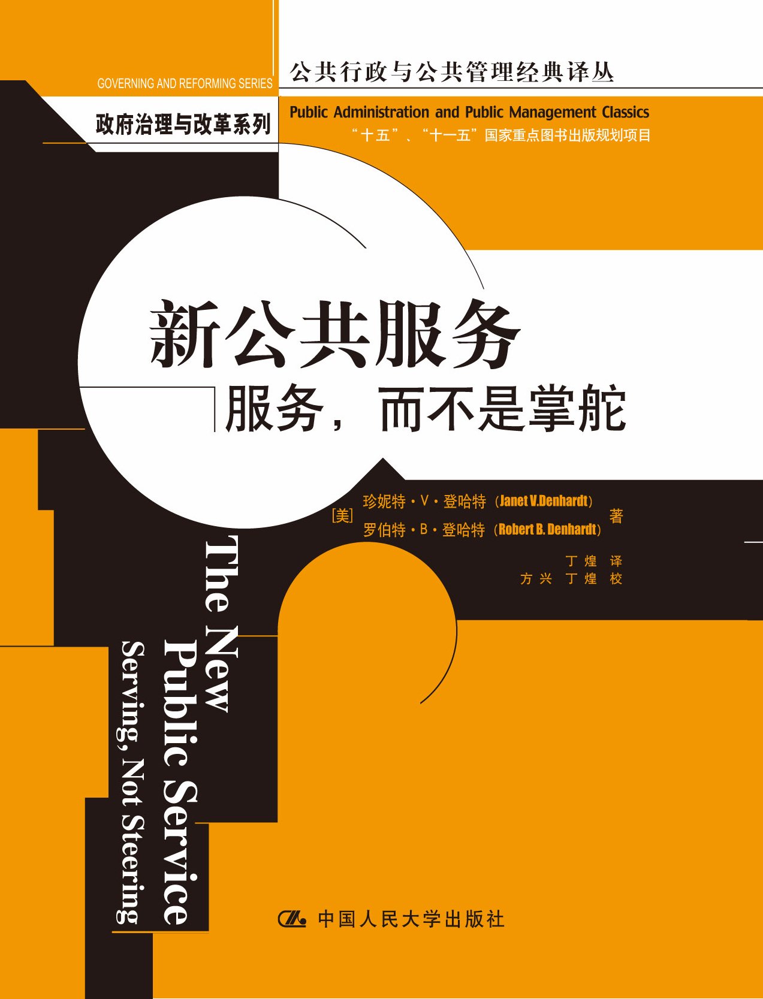 GOVERNING AND REFORMING SERIES
政府治理与改革系列
公共行政与公共管理经典译丛
Public Administration and Public Management Classics
“十五”、“十一五”国家重点图书出版规划项目
新公共服务
服务，而不是掌舵
[美]
珍妮特·V·登哈特（Janet V.Denhardt）
罗伯特·B·登哈特（Robert B. Denhardt）
著
丁煌 译
方兴 丁煌 校
The New
Public Service
Serving, Not Steering
中国人民大学出版社